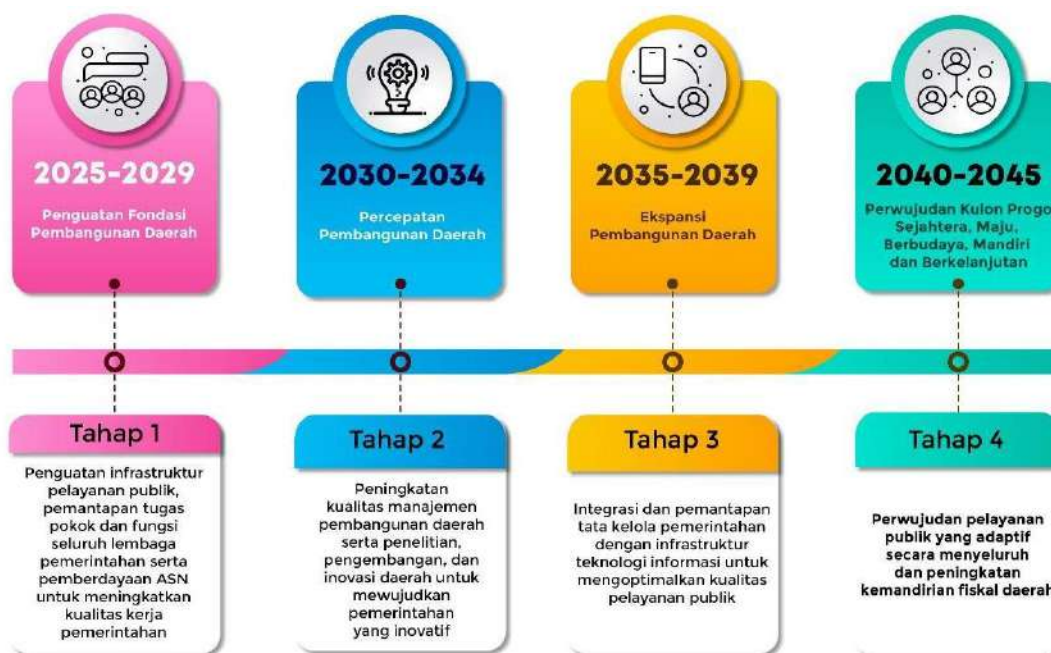 2025-2029
Penguatan Fondasi
Pembangunan Daerah
2030-2034
Percepatan
Pembangunan Daerah
2035-2039
Ekspansi
Pembangunan Daerah
2040-2045
Perwujudan Kulon Progo
Sejahtera, Maju,
Berbudaya, Mandiri
dan Berkelanjutan
Tahap 1
Penguatan infrastruktur
pelayanan publik,
pemantapan tugas
pokok dan fungsi
seluruh lembaga
pemerintahan serta
pemberdayaan ASN
untuk meningkatkan
kualitas kerja
pemerintahan
Tahap 2
Peningkatan
kualitas manajemen
pembangunan daerah
serta penelitian,
pengembangan, dan
inovasi daerah untuk
mewujudkan
pemerintahan
yang inovatif
Tahap 3
Integrasi dan pemantapan
tata kelola pemerintahan
dengan infrastruktur
teknologi informasi untuk
mengoptimalkan kualitas
pelayanan publik
Tahap 4
Perwujudan pelayanan
publik yang adaptif
secara menyeluruh
dan peningkatan
kemandirian fiskal daerah